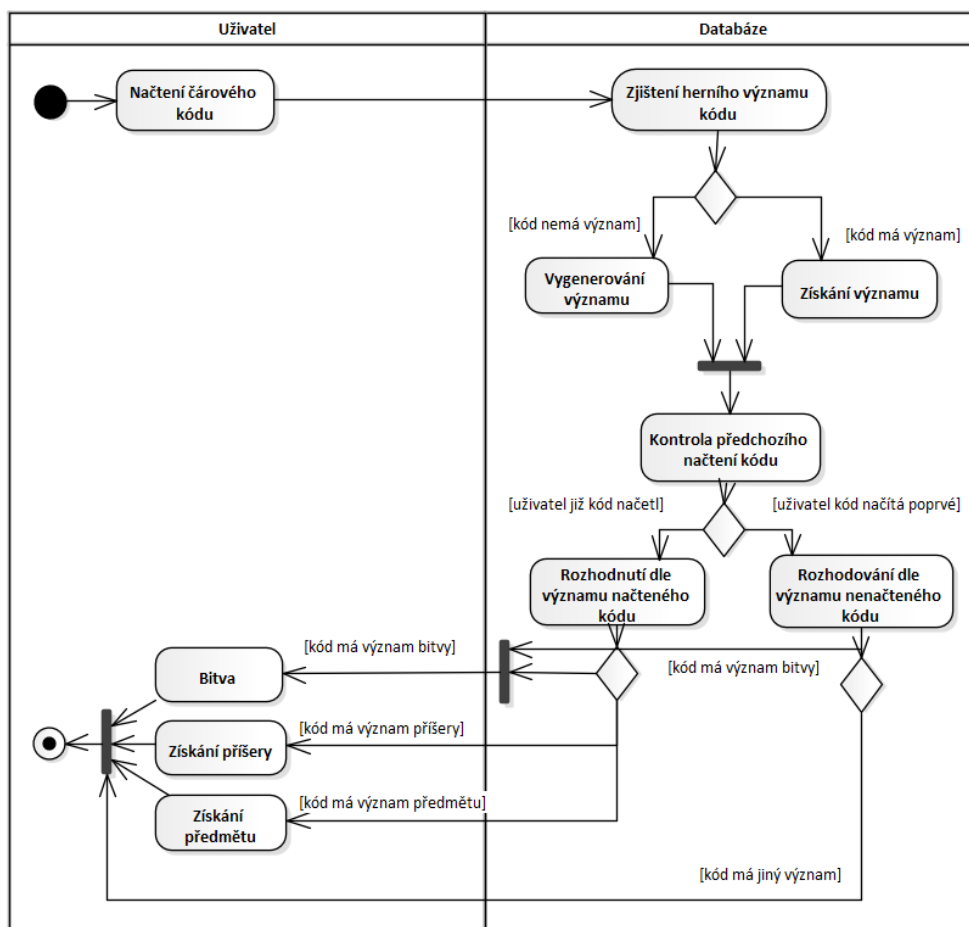 Uživatel
Databáze
Načtení čárového
kódu
Zjištění herního významu
kódu
[kód nemá význam]
[kód má význam]
Vygenerování
významu
Získání významu
Kontrola předchozího
načtení kódu
[uživatel již kód načetl]
[uživatel kód načítá poprvé]
Rozhodnutí dle
významu načteného
kódu
Rozhodování dle
významu nenačteného
kódu
[kód má význam bitvy]
[kód má význam bitvy]
Bitva
[kód má význam příšery]
Získání příšery
[kód má význam předmětu]
Získání
předmětu
[kód má jiný význam]